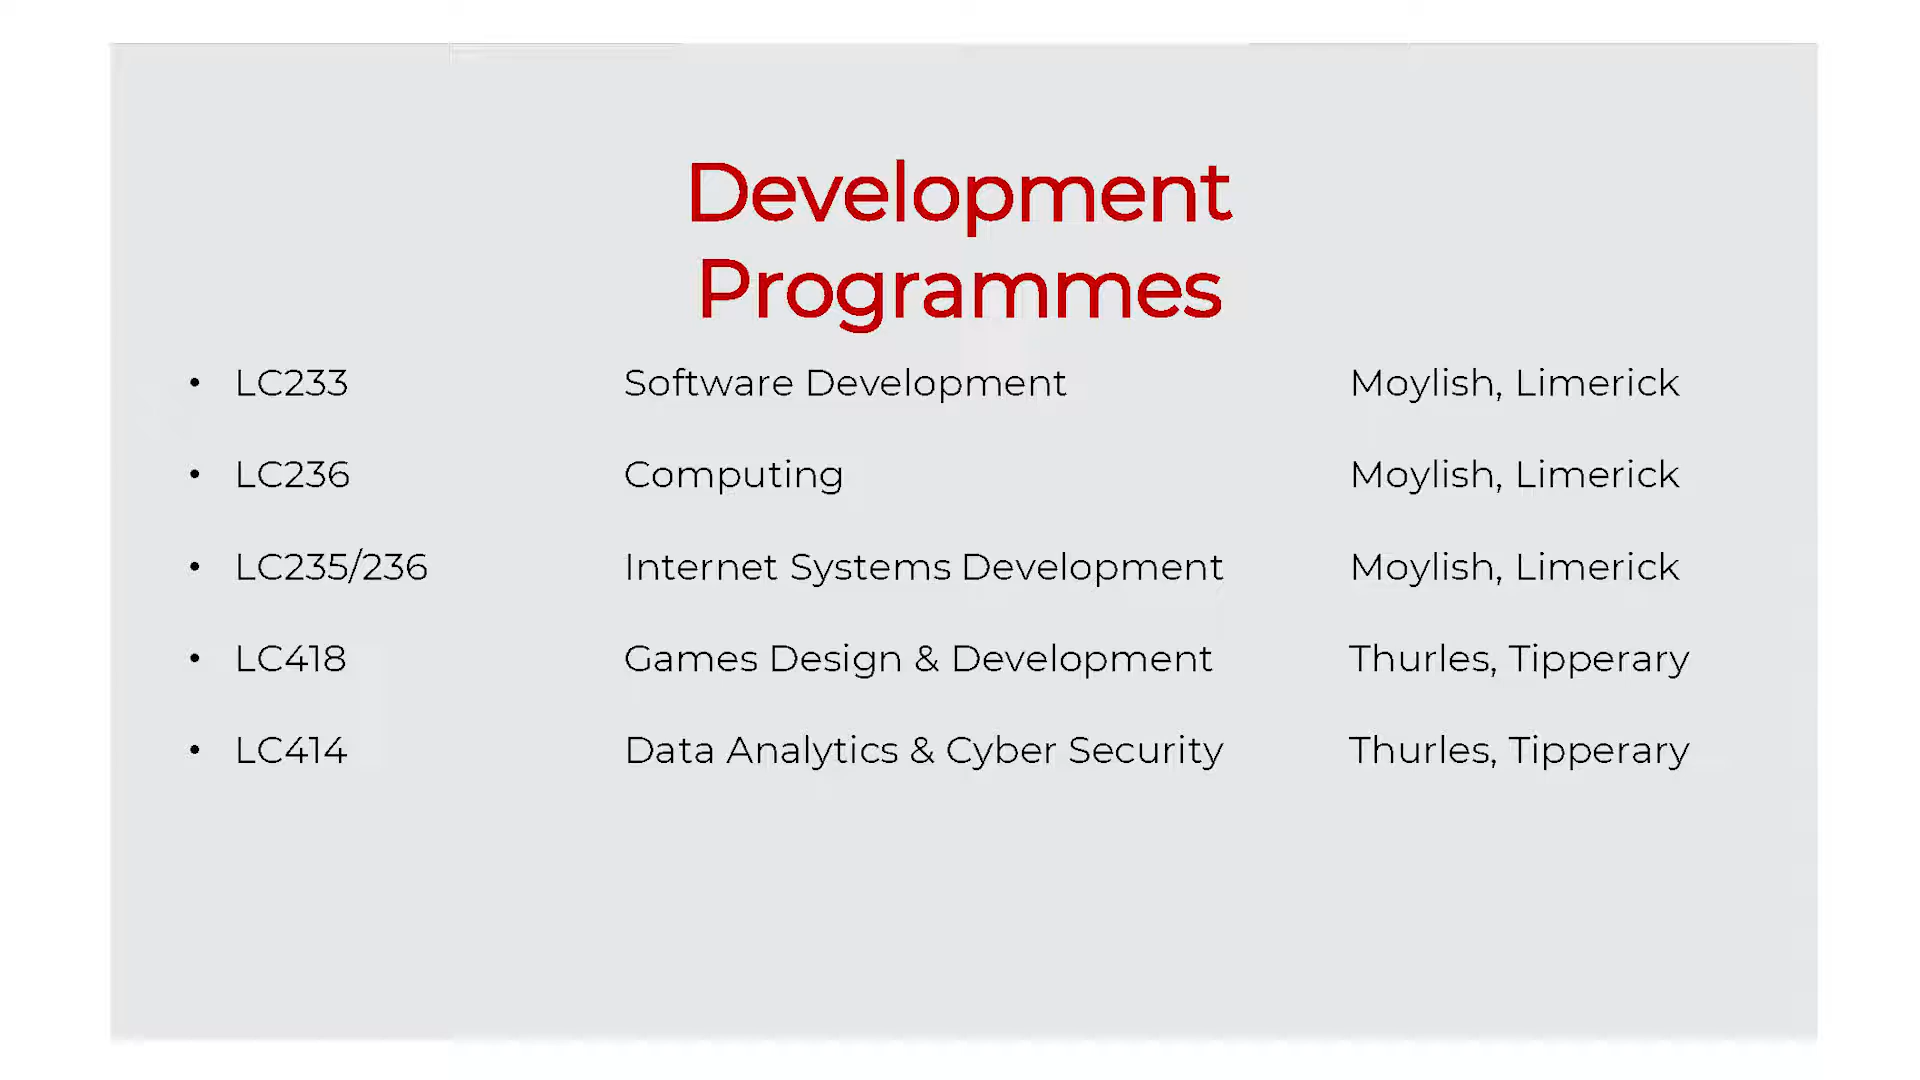 Development
Programmes
• LC233 Software Development Moylish, Limerick
• LC236 Computing Moylish, Limerick
• LC235/236 Internet Systems Development Moylish, Limerick
• LC418 Games Design & Development Thurles, Tipperary
• LC414 Data Analytics & Cyber Security Thurles, Tipperary